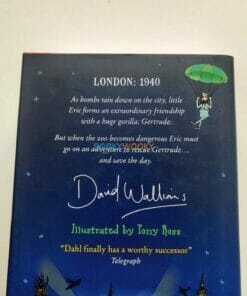 LONDON: 1940
As bombs rain down on the city, little
Eric forms an extraordinary friendship
with a huge gorilla: Gertrude.
BOOKYWOOKY
But when the zoo becomes dangerous Eric must
go on an adventure to rescue Gertrude...
and save the day.
David Walliams
Illustrated by Tony Ross
"Dahl finally has a worthy successor"
Telegraph